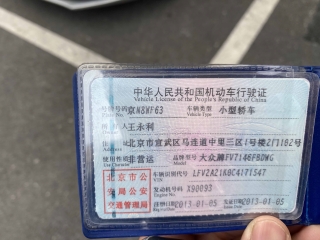 中华人民共和国机动车行驶证
Vehicle License of the People's Republic of China
号牌号码 京N8WF63 车辆类型 小型轿车
Plate No. Vehicle Type
所有人 王永利
住址 北京市宣武区马连道中里三区1号楼2门1182号
使用性质 非营运 品牌型号 大众牌FV7146FBDWG
北京市公安局公安交通管理局
车辆识别代号 LFV2A21K8C4171547
VIN
发动机号码 X90093
注册日期 2013-01-05 发证日期 2013-01-05